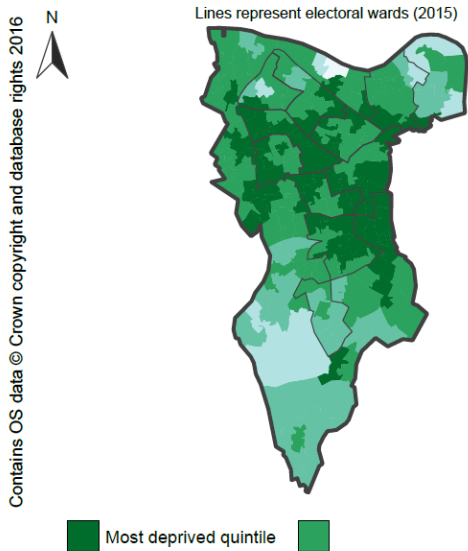 Lines represent electoral wards (2015)
N
Contains OS data © Crown copyright and database rights 2016
Most deprived quintile